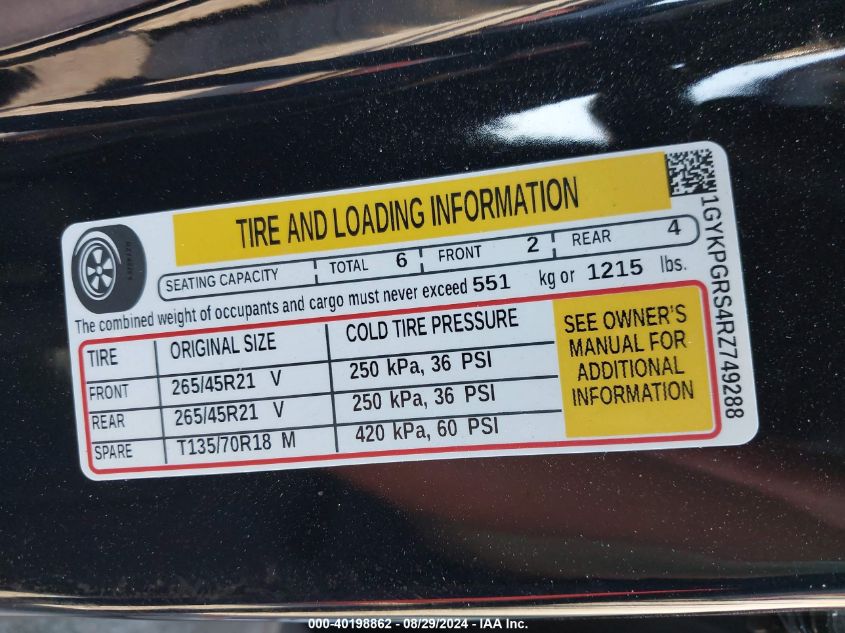 TIRE AND LOADING INFORMATION
SEATING CAPACITY TOTAL 6 FRONT 2 REAR 4
The combined weight of occupants and cargo must never exceed 551 kg or 1215 lbs.
TIRE ORIGINAL SIZE COLD TIRE PRESSURE
FRONT 265/45R21 V 250 kPa, 36 PSI
REAR 265/45R21 V 250 kPa, 36 PSI
SPARE T135/70R18 M 420 kPa, 60 PSI
SEE OWNER'S
MANUAL FOR
ADDITIONAL
INFORMATION
1GYKPGRS4RZ749288
000-40198862 - 08/29/2024 - IAA Inc.